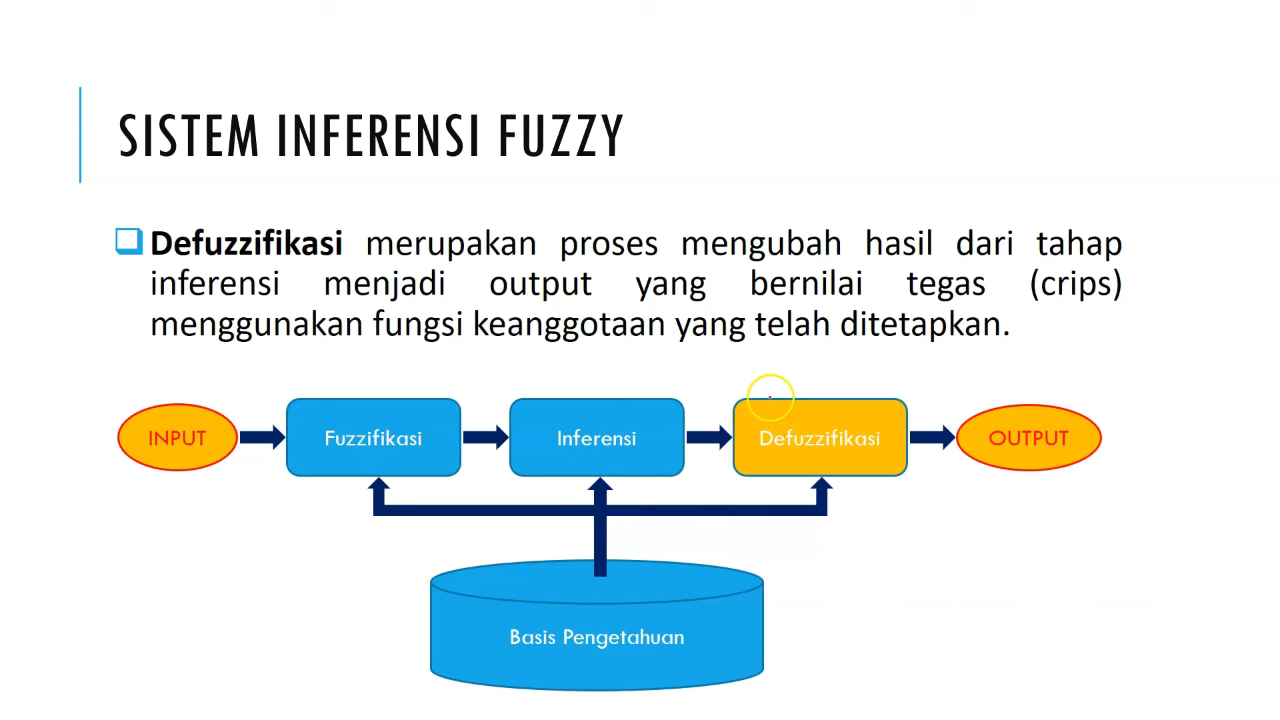 SISTEM INFERENSI FUZZY
Defuzzifikasi merupakan proses mengubah hasil dari tahap
inferensi menjadi output yang bernilai tegas (crips)
menggunakan fungsi keanggotaan yang telah ditetapkan.
INPUT
Fuzzifikasi
Inferensi
Defuzzifikasi
OUTPUT
Basis Pengetahuan